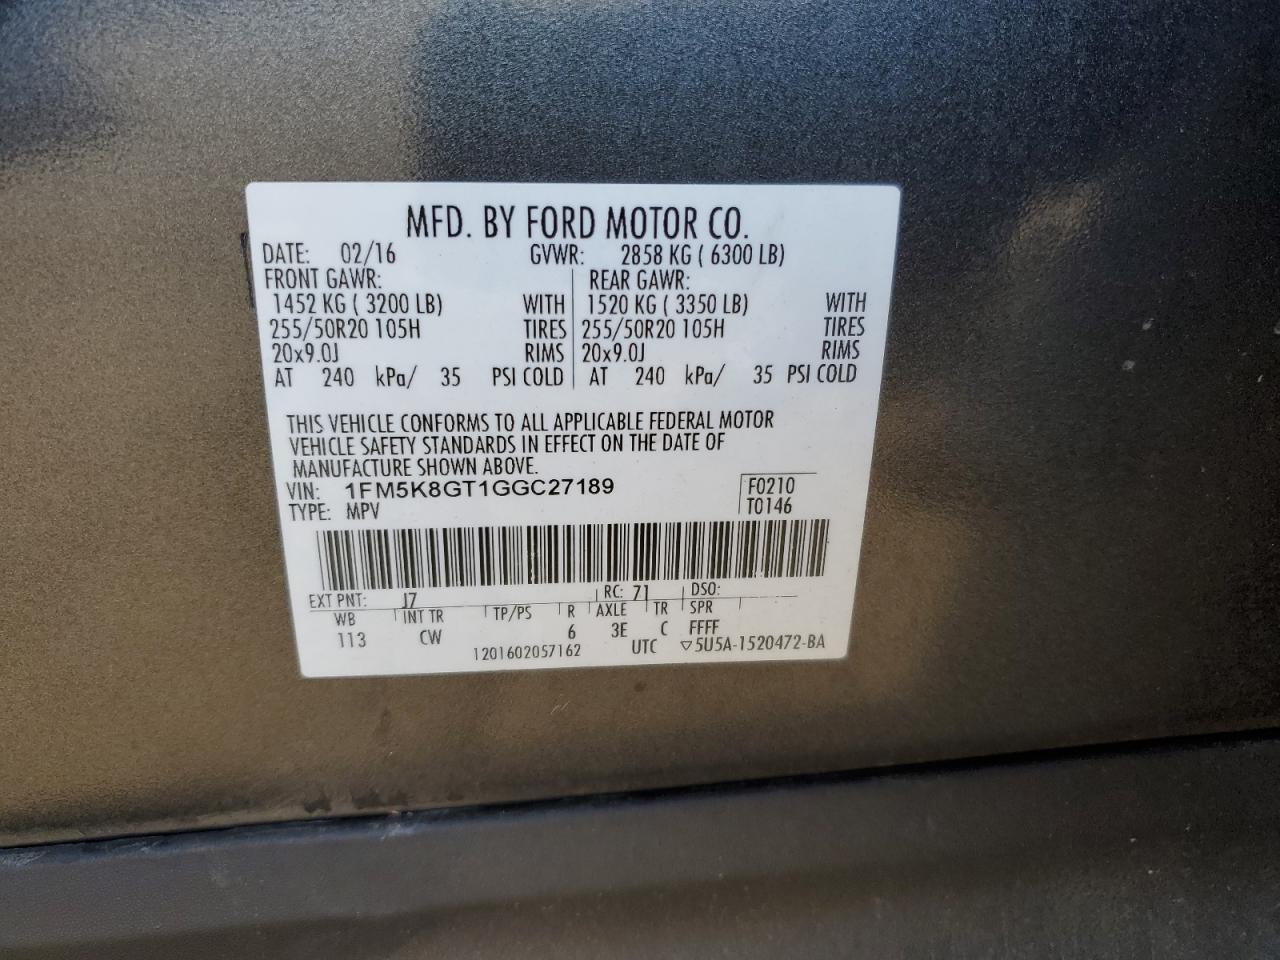 MFD. BY FORD MOTOR CO.
DATE: 02/16 GVWR: 2858 KG ( 6300 LB)
FRONT GAWR: REAR GAWR:
1452 KG ( 3200 LB) WITH 1520 KG ( 3350 LB) WITH
255/50R20 105H TIRES 255/50R20 105H TIRES
20x9.0J RIMS 20x9.0J RIMS
AT 240 kPa/ 35 PSI COLD AT 240 kPa/ 35 PSI COLD
THIS VEHICLE CONFORMS TO ALL APPLICABLE FEDERAL MOTOR
VEHICLE SAFETY STANDARDS IN EFFECT ON THE DATE OF
MANUFACTURE SHOWN ABOVE.
VIN: 1FM5K8GT1GGC27189 F0210
TYPE: MPV T0146
EXT PNT: J7 RC: 71 DSO:
WB INT TR TP/PS R AXLE TR SPR
113 CW 6 3E C FFFF
1201602057162 UTC ▽5U5A-1520472-BA